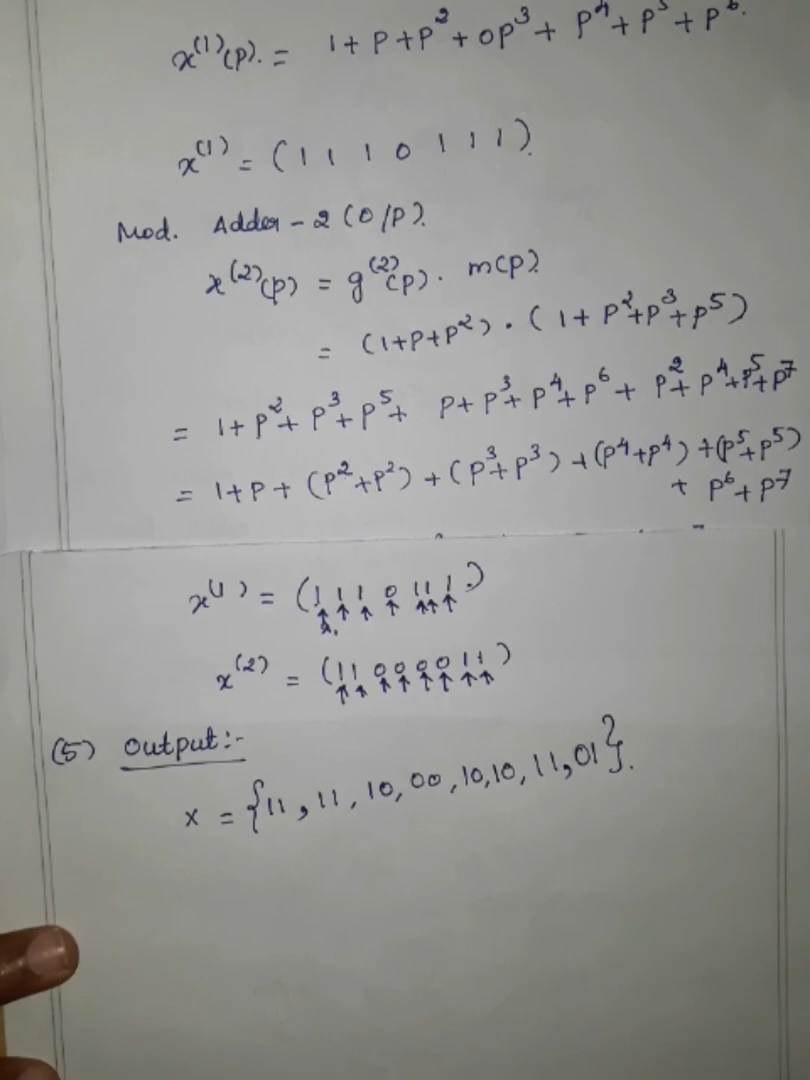 x⁽¹⁾(p). = 1 + p + p² + 0p³ + p⁴ + p⁵ + p⁶.
x⁽¹⁾ = (1 1 1 0 1 1 1).
Mod. Adder - 2 (O/P).
x⁽²⁾(p) = g⁽²⁾(p). m(p).
= (1+p+p²) . (1 + p²+p³+p⁵)
= 1+p²+ p³+p⁵+ p+p³+p⁴+p⁶+ p²+p⁴+p⁵+p⁷
= 1+p+ (p²+p²) + (p³+p³) + (p⁴+p⁴) + (p⁵+p⁵)
+ p⁶+p⁷
x⁽¹⁾ = (1 1 1 0 1 1 1.)
x⁽²⁾ = (1 1 0 0 0 0 1 1)
(5) Output:-
x = {11, 11, 10, 00, 10, 10, 11, 01}.